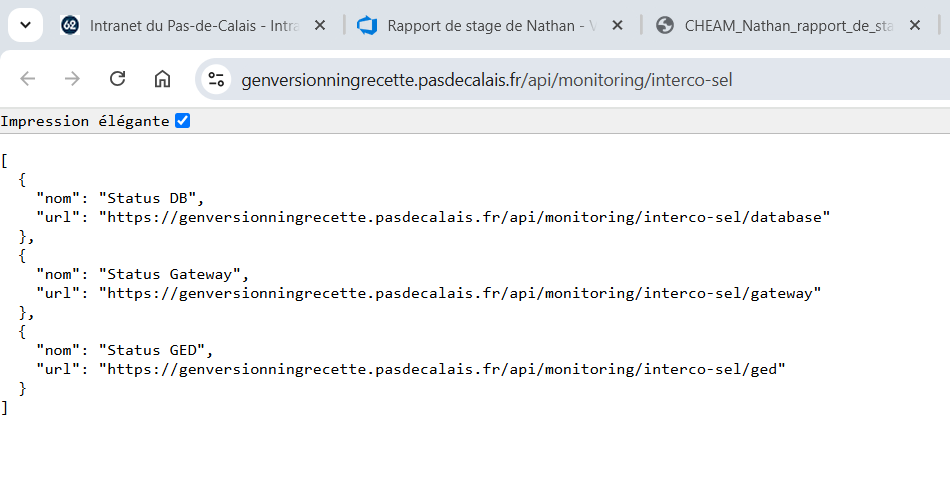 62 Intranet du Pas-de-Calais - Intra
Rapport de stage de Nathan - V
CHEAM_Nathan_rapport_de_sta
genversionningrecette.pasdecalais.fr/api/monitoring/interco-sel
Impression élégante
[
  {
    "nom": "Status DB",
    "url": "https://genversionningrecette.pasdecalais.fr/api/monitoring/interco-sel/database"
  },
  {
    "nom": "Status Gateway",
    "url": "https://genversionningrecette.pasdecalais.fr/api/monitoring/interco-sel/gateway"
  },
  {
    "nom": "Status GED",
    "url": "https://genversionningrecette.pasdecalais.fr/api/monitoring/interco-sel/ged"
  }
]